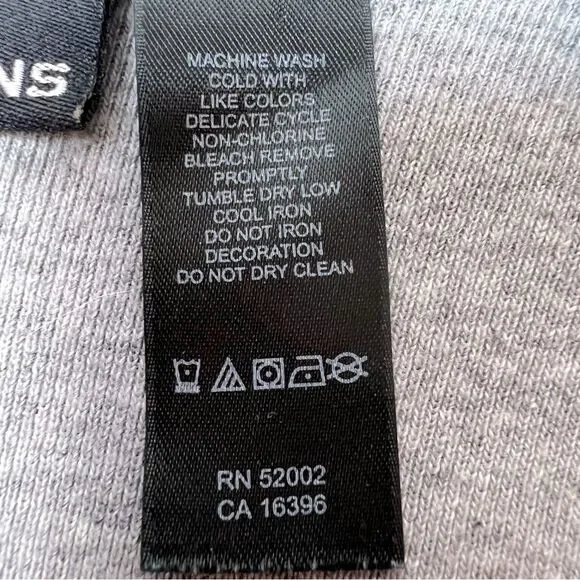 NS
MACHINE WASH
COLD WITH
LIKE COLORS
DELICATE CYCLE
NON-CHLORINE
BLEACH REMOVE
PROMPTLY
TUMBLE DRY LOW
COOL IRON
DO NOT IRON
DECORATION
DO NOT DRY CLEAN
RN 52002
CA 16396